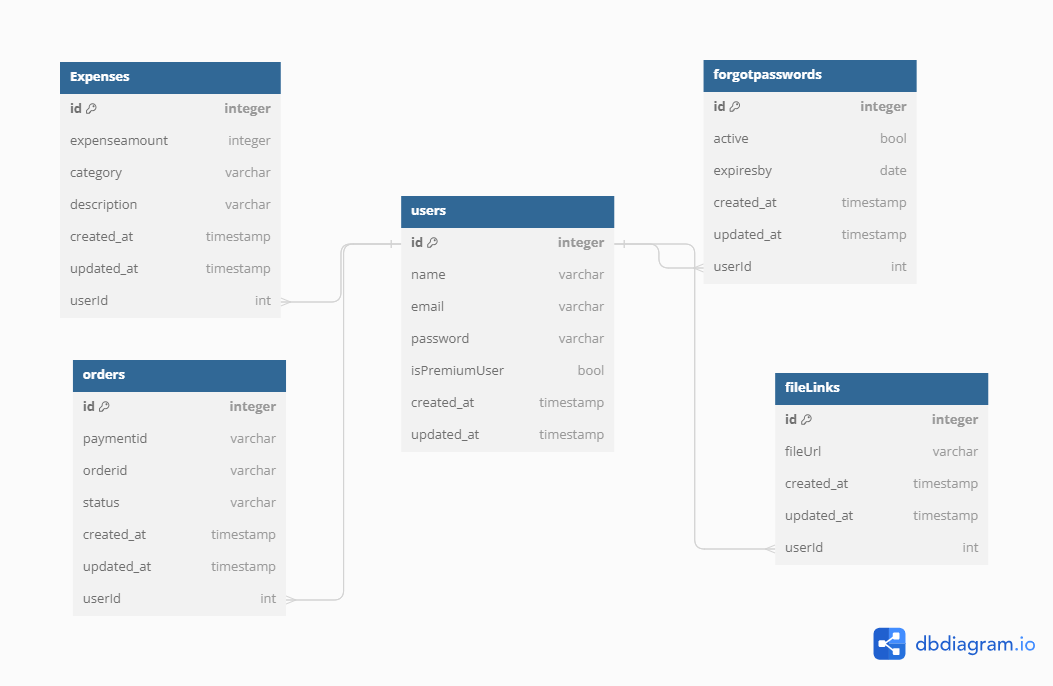 Expenses
id integer
expenseamount integer
category varchar
description varchar
created_at timestamp
updated_at timestamp
userId int
orders
id integer
paymentid varchar
orderid varchar
status varchar
created_at timestamp
updated_at timestamp
userId int
users
id integer
name varchar
email varchar
password varchar
isPremiumUser bool
created_at timestamp
updated_at timestamp
forgotpasswords
id integer
active bool
expiresby date
created_at timestamp
updated_at timestamp
userId int
fileLinks
id integer
fileUrl varchar
created_at timestamp
updated_at timestamp
userId int
dbdiagram.io